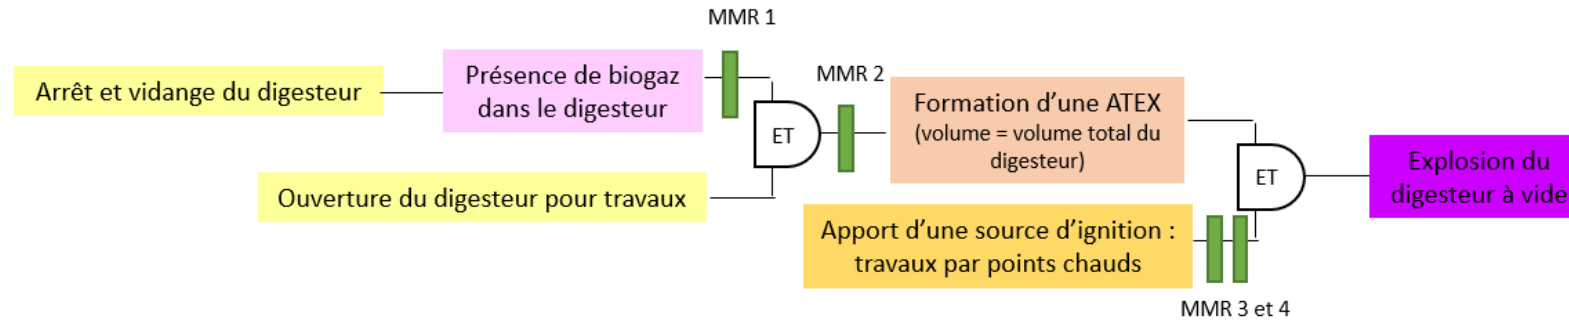 MMR 1
Arrêt et vidange du digesteur
Présence de biogaz
dans le digesteur
ET
MMR 2
Ouverture du digesteur pour travaux
Formation d'une ATEX
(volume = volume total du
digesteur)
Apport d'une source d'ignition :
travaux par points chauds
MMR 3 et 4
ET
Explosion du
digesteur à vide